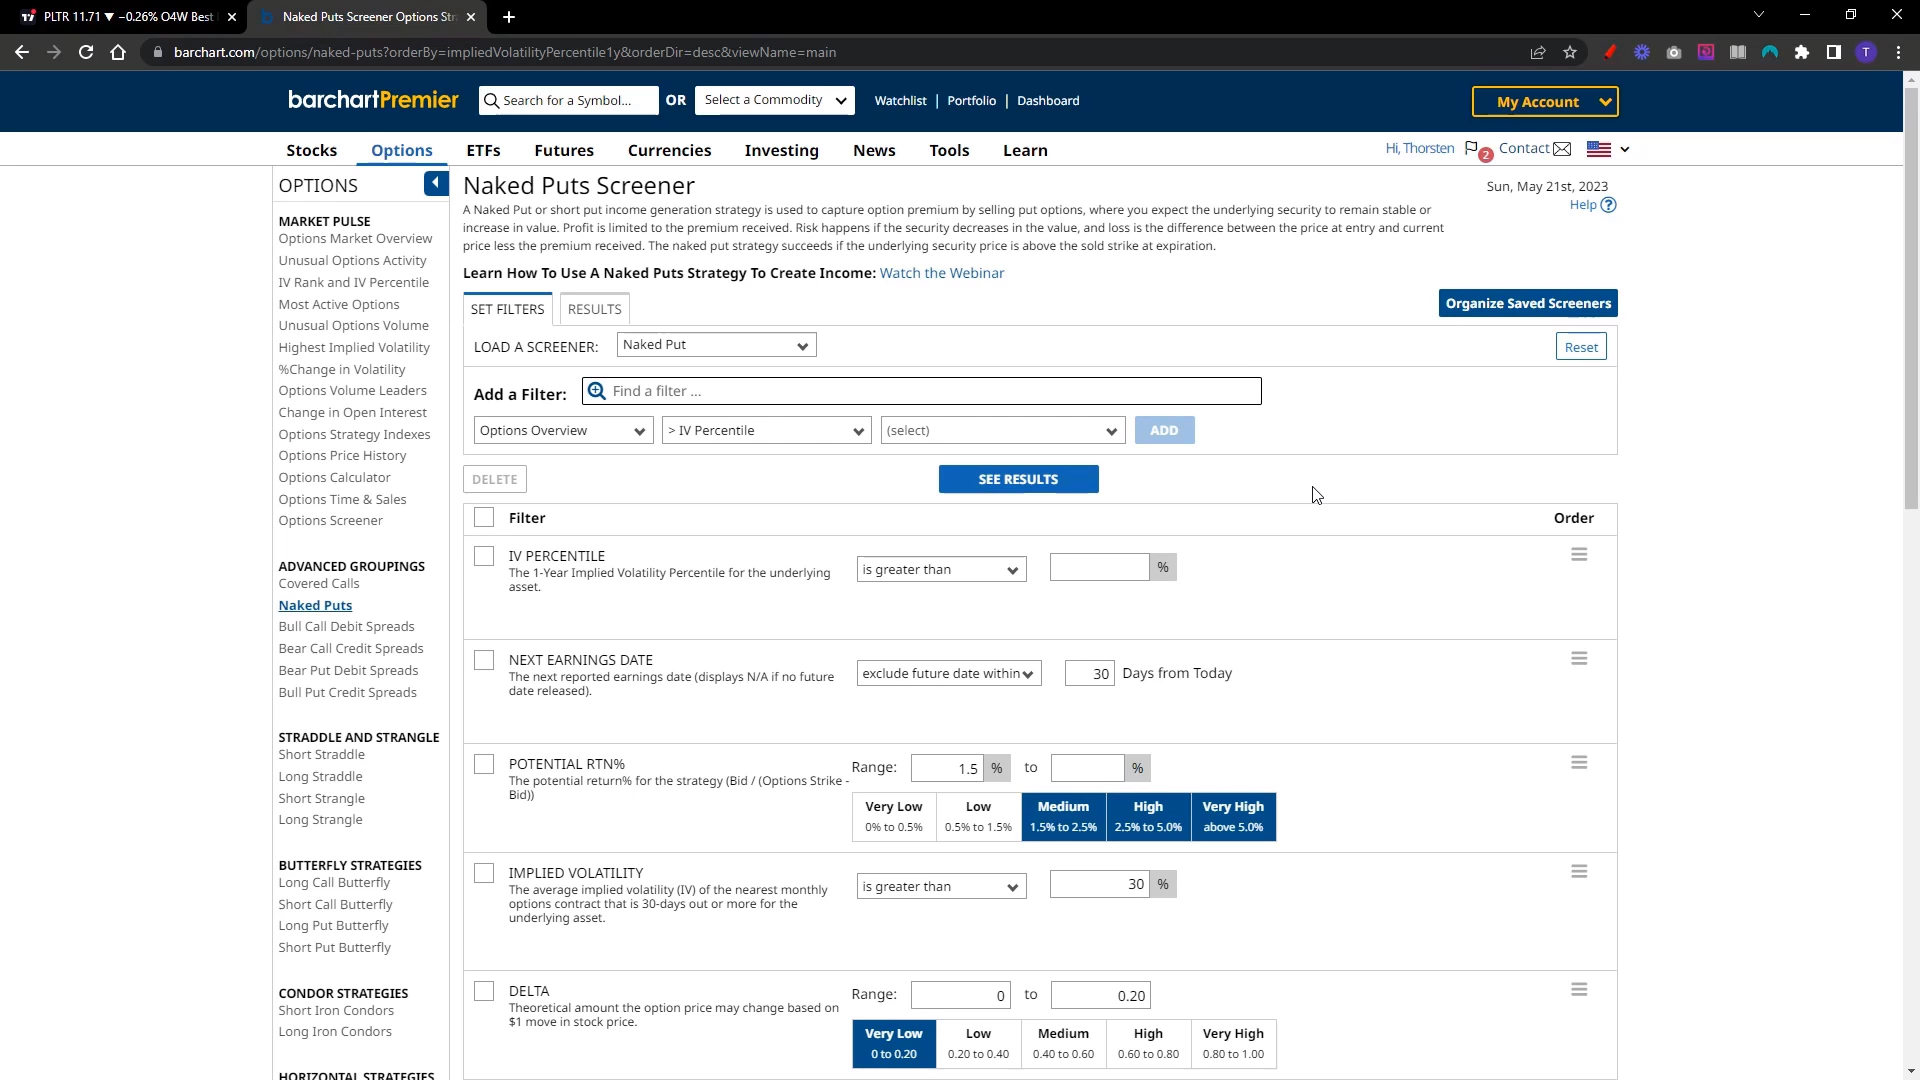 PLTR 11.71 ▼ −0.26% O4W Best
Naked Puts Screener Options Str
barchart.com/options/naked-puts?orderBy=impliedVolatilityPercentile1y&orderDir=desc&viewName=main
T
barchartPremier
Search for a Symbol...
OR
Select a Commodity
Watchlist | Portfolio | Dashboard
My Account
Stocks
Options
ETFs
Futures
Currencies
Investing
News
Tools
Learn
Hi, Thorsten
2
Contact
OPTIONS
MARKET PULSE
Options Market Overview
Unusual Options Activity
IV Rank and IV Percentile
Most Active Options
Unusual Options Volume
Highest Implied Volatility
%Change in Volatility
Options Volume Leaders
Change in Open Interest
Options Strategy Indexes
Options Price History
Options Calculator
Options Time & Sales
Options Screener
ADVANCED GROUPINGS
Covered Calls
Naked Puts
Bull Call Debit Spreads
Bear Call Credit Spreads
Bear Put Debit Spreads
Bull Put Credit Spreads
STRADDLE AND STRANGLE
Short Straddle
Long Straddle
Short Strangle
Long Strangle
BUTTERFLY STRATEGIES
Long Call Butterfly
Short Call Butterfly
Long Put Butterfly
Short Put Butterfly
CONDOR STRATEGIES
Short Iron Condors
Long Iron Condors
HORIZONTAL STRATEGIES
Naked Puts Screener
Sun, May 21st, 2023
Help ?
A Naked Put or short put income generation strategy is used to capture option premium by selling put options, where you expect the underlying security to remain stable or
increase in value. Profit is limited to the premium received. Risk happens if the security decreases in the value, and loss is the difference between the price at entry and current
price less the premium received. The naked put strategy succeeds if the underlying security price is above the sold strike at expiration.
Learn How To Use A Naked Puts Strategy To Create Income: Watch the Webinar
SET FILTERS
RESULTS
Organize Saved Screeners
LOAD A SCREENER:
Naked Put
Reset
Add a Filter:
Find a filter ...
Options Overview
> IV Percentile
(select)
ADD
DELETE
SEE RESULTS
Filter
Order
IV PERCENTILE
The 1-Year Implied Volatility Percentile for the underlying
asset.
is greater than
%
NEXT EARNINGS DATE
The next reported earnings date (displays N/A if no future
date released).
exclude future date within
30
Days from Today
POTENTIAL RTN%
The potential return% for the strategy (Bid / (Options Strike -
Bid))
Range:
1.5 %
to
%
Very Low
0% to 0.5%
Low
0.5% to 1.5%
Medium
1.5% to 2.5%
High
2.5% to 5.0%
Very High
above 5.0%
IMPLIED VOLATILITY
The average implied volatility (IV) of the nearest monthly
options contract that is 30-days out or more for the
underlying asset.
is greater than
30 %
DELTA
Theoretical amount the option price may change based on
$1 move in stock price.
Range:
0
to
0.20
Very Low
0 to 0.20
Low
0.20 to 0.40
Medium
0.40 to 0.60
High
0.60 to 0.80
Very High
0.80 to 1.00